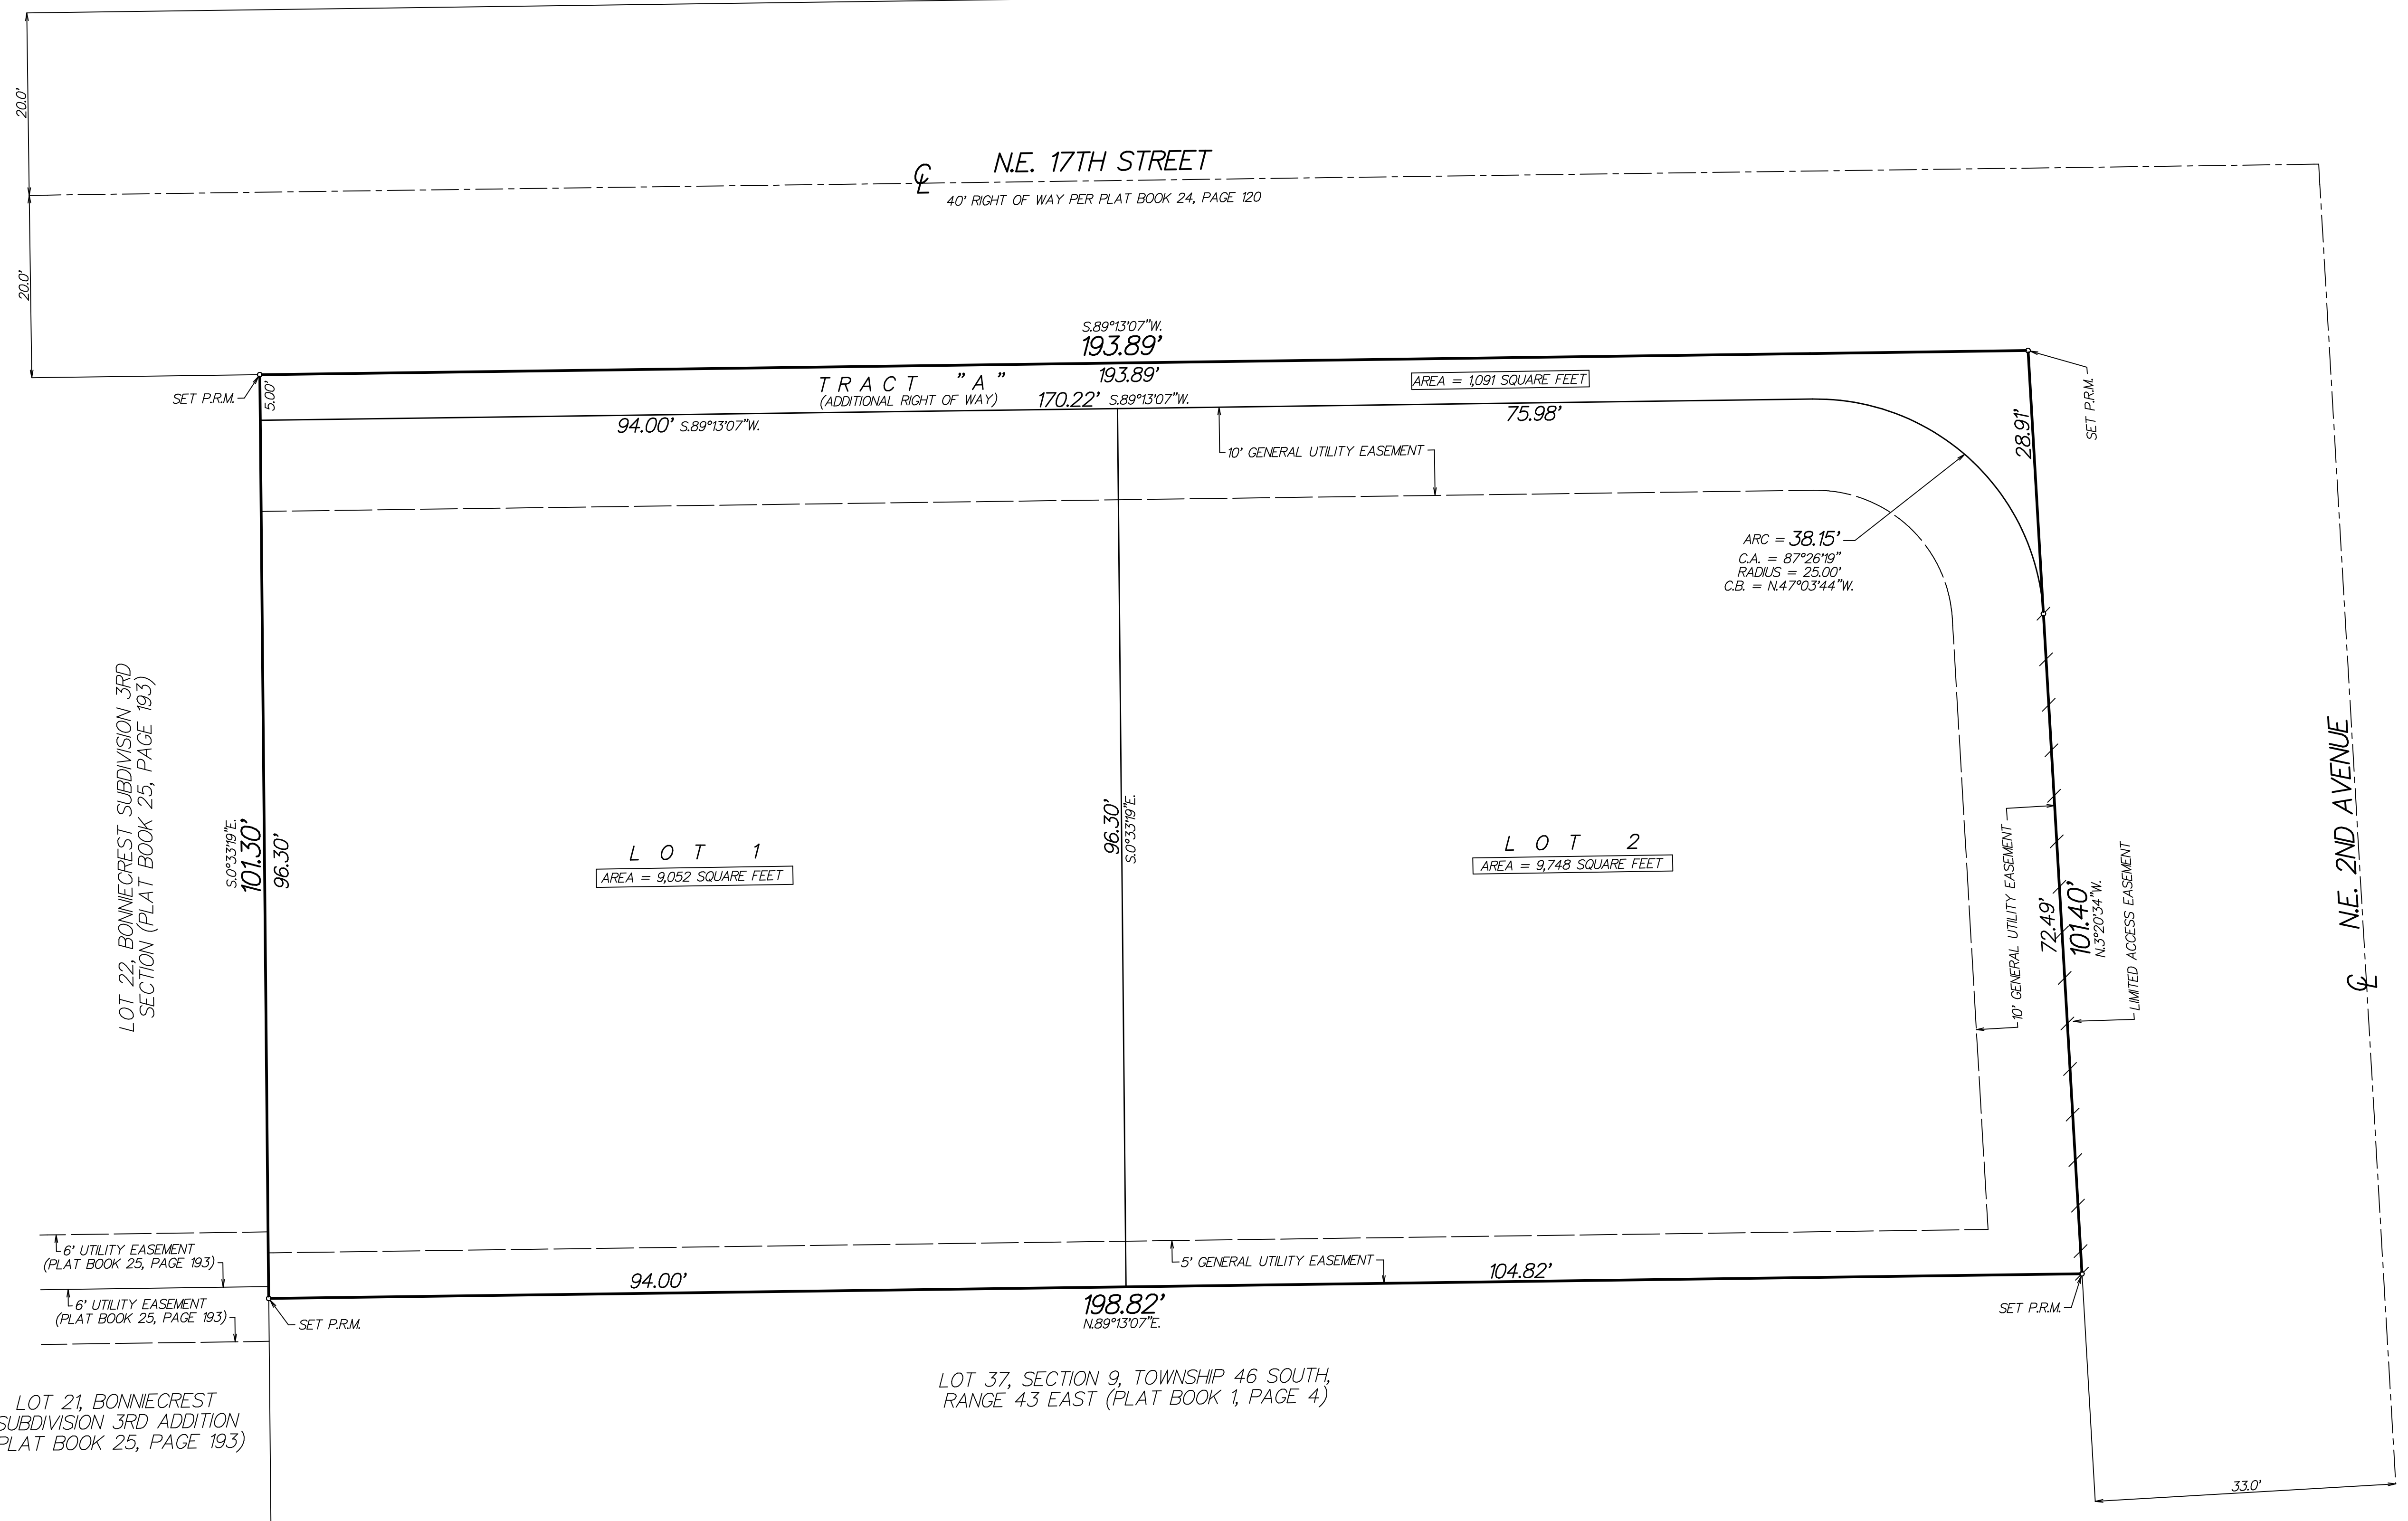 20.0'
N.E. 17TH STREET
40' RIGHT OF WAY PER PLAT BOOK 24, PAGE 120
20.0'
S.89°13'07"W.
193.89'
193.89'
TRACT "A"
(ADDITIONAL RIGHT OF WAY)
170.22' S.89°13'07"W.
AREA = 1,091 SQUARE FEET
SET P.R.M.
5.00'
SET P.R.M.
94.00' S.89°13'07"W.
75.98'
28.91'
10' GENERAL UTILITY EASEMENT
ARC = 38.15'
C.A. = 87°26'19"
RADIUS = 25.00'
C.B. = N.47°03'44"W.
LOT 22, BONNIECREST SUBDIVISION 3RD
SECTION (PLAT BOOK 25, PAGE 193)
S.0°33'19"E.
101.30'
96.30'
LOT 1
AREA = 9,052 SQUARE FEET
96.30'
S.0°33'19"E.
LOT 2
AREA = 9,748 SQUARE FEET
10' GENERAL UTILITY EASEMENT
72.49'
101.40'
N.3°20'34"W.
LIMITED ACCESS EASEMENT
N.E. 2ND AVENUE
6' UTILITY EASEMENT
(PLAT BOOK 25, PAGE 193)
6' UTILITY EASEMENT
(PLAT BOOK 25, PAGE 193)
SET P.R.M.
94.00'
5' GENERAL UTILITY EASEMENT
104.82'
198.82'
N.89°13'07"E.
SET P.R.M.
LOT 37, SECTION 9, TOWNSHIP 46 SOUTH,
RANGE 43 EAST (PLAT BOOK 1, PAGE 4)
LOT 21, BONNIECREST
SUBDIVISION 3RD ADDITION
PLAT BOOK 25, PAGE 193)
33.0'